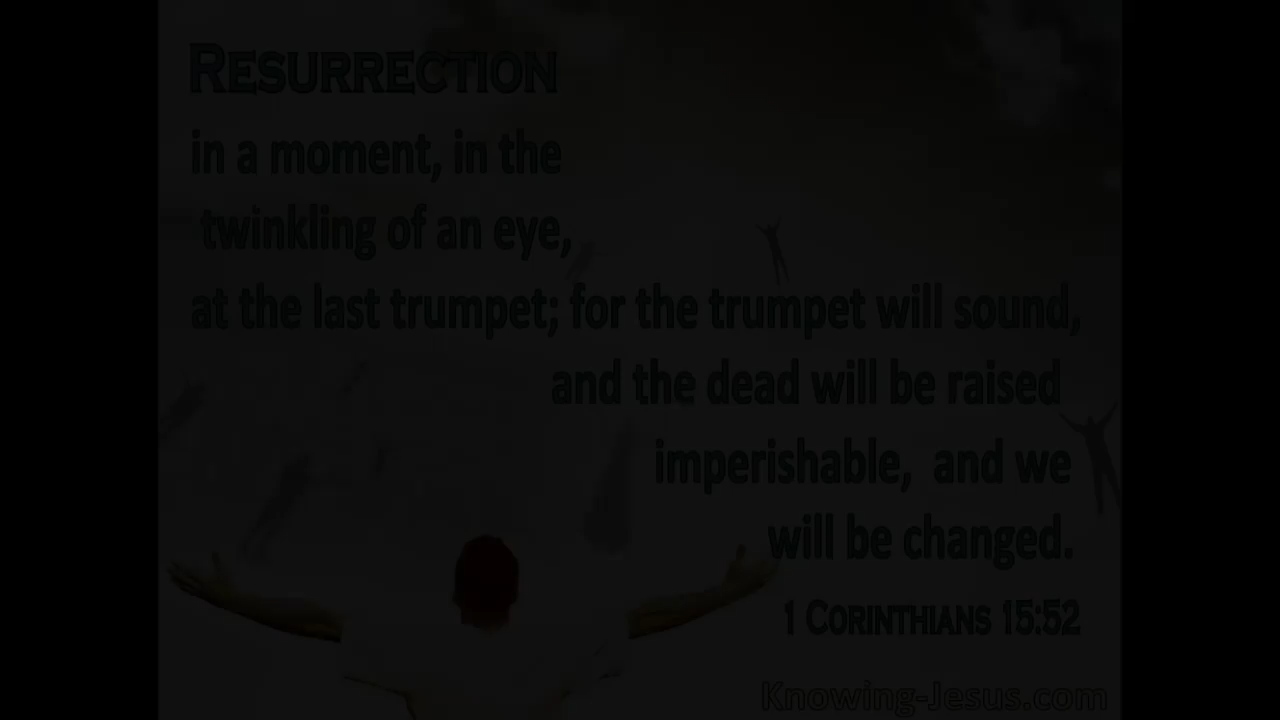 RESURRECTION
in a moment, in the
twinkling of an eye,
at the last trumpet; for the trumpet will sound,
and the dead will be raised
imperishable, and we
will be changed.
1 CORINTHIANS 15:52
Knowing-Jesus.com